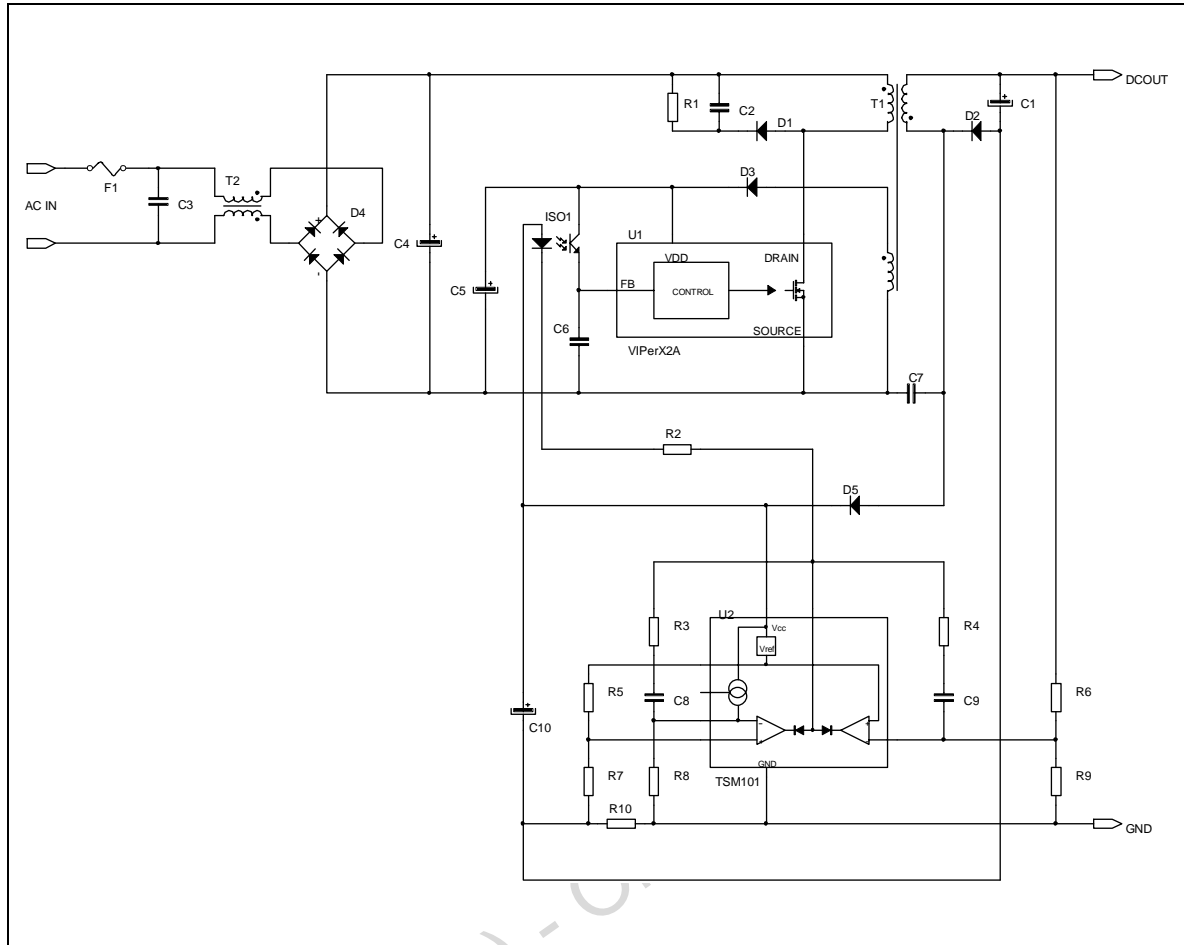 DCOUT
R1
C2
T1
D2
C1
D1
F1
T2
D3
AC IN
C3
D4
+
-
ISO1
C4
U1
VDD
DRAIN
C5
FB
CONTROL
C6
SOURCE
VIPerX2A
C7
R2
D5
U2
R3
Vcc
R4
Vref
R5
C8
C9
R6
C10
GND
R7
R8
TSM101
R9
R10
GND